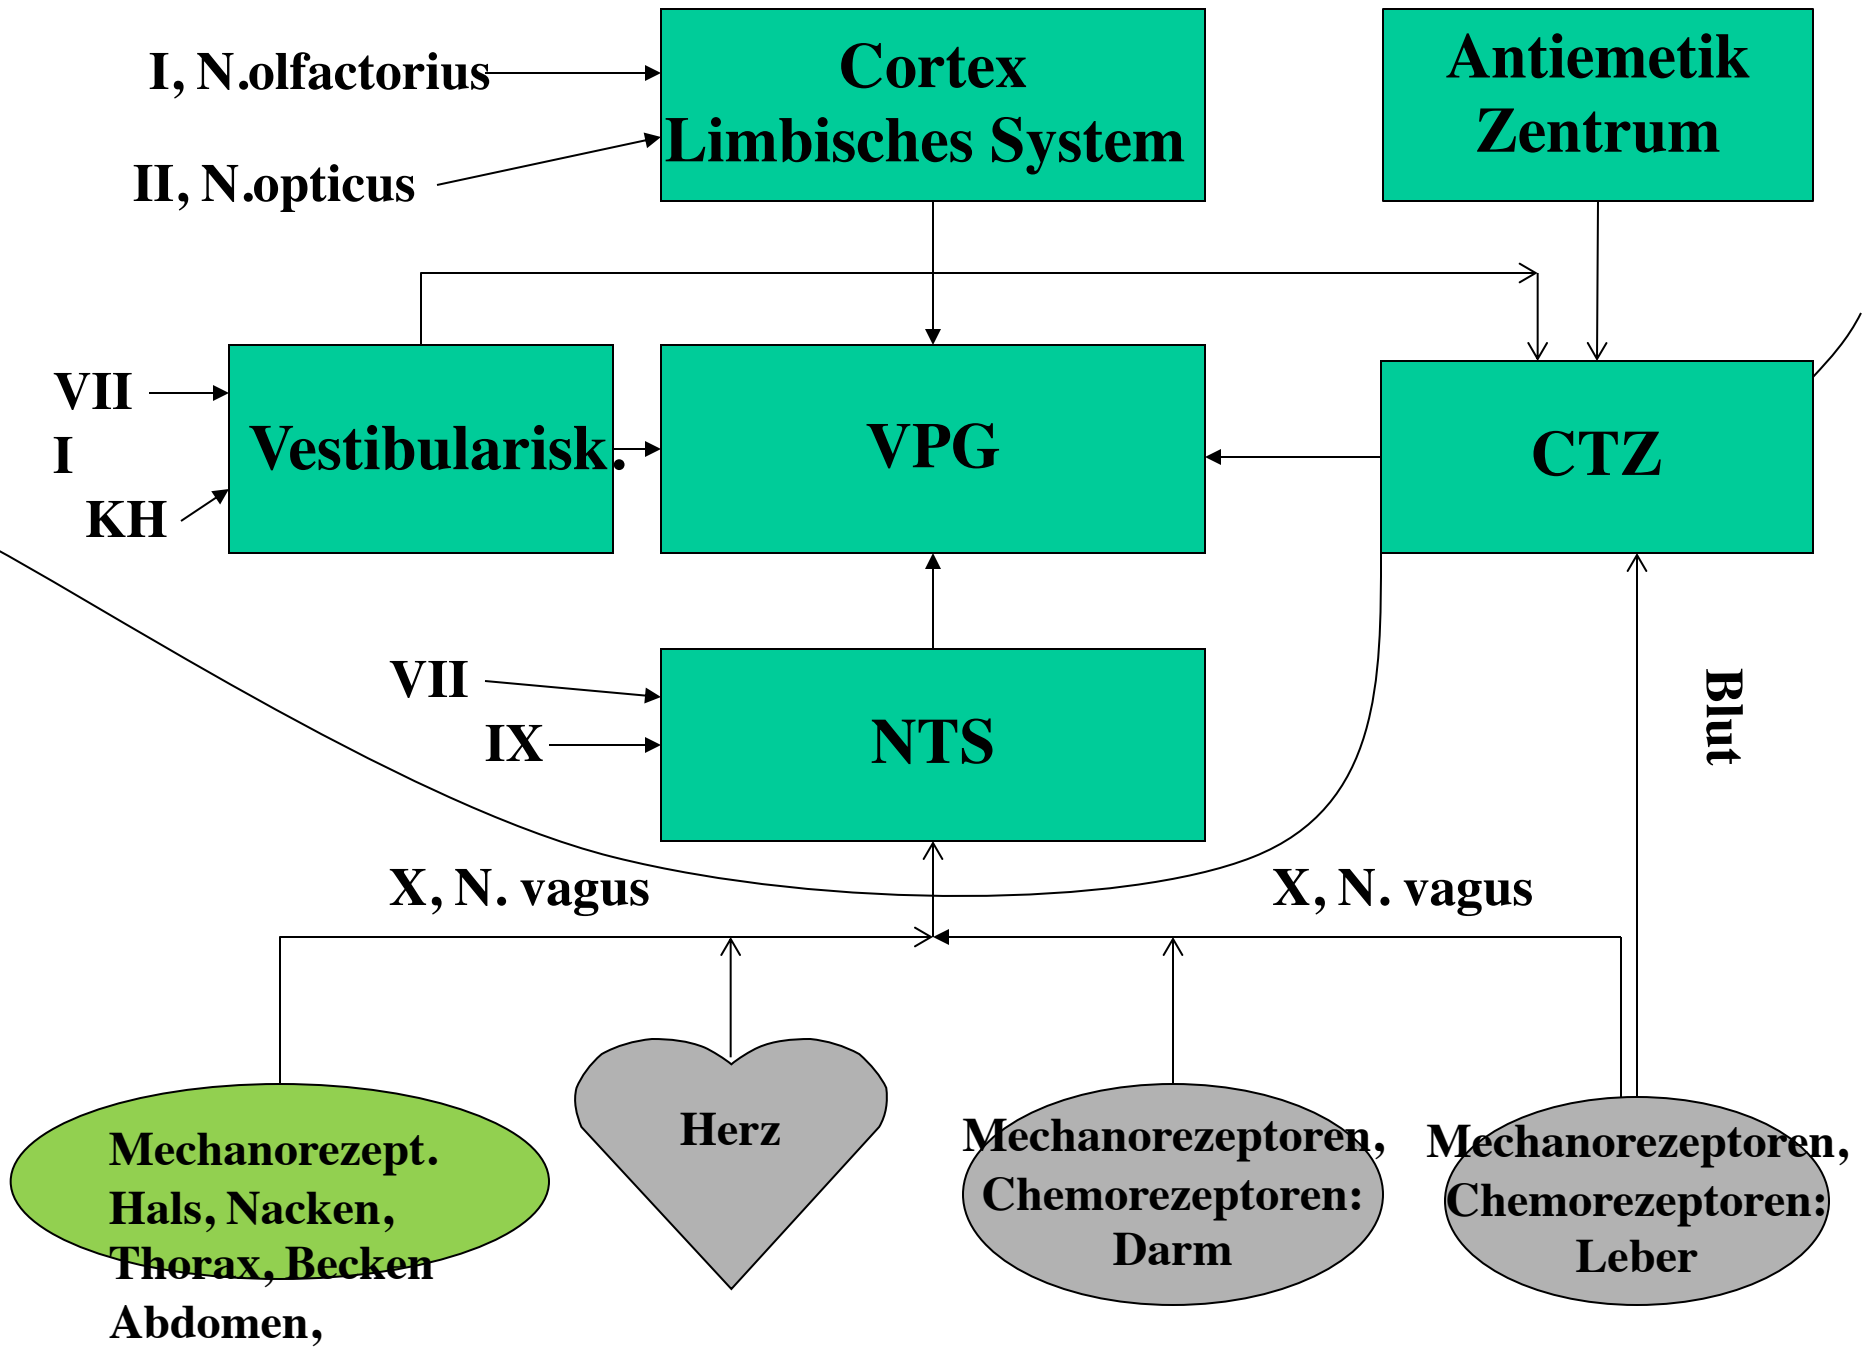 I, N.olfactorius
II, N.opticus
Cortex
Limbisches System
Antiemetik
Zentrum
VII
I
KH
Vestibularisk.
VPG
CTZ
VII
IX
NTS
Blut
X, N. vagus
X, N. vagus
Mechanorezept.
Hals, Nacken,
Thorax, Becken
Abdomen,
Herz
Mechanorezeptoren,
Chemorezeptoren:
Darm
Mechanorezeptoren,
Chemorezeptoren:
Leber